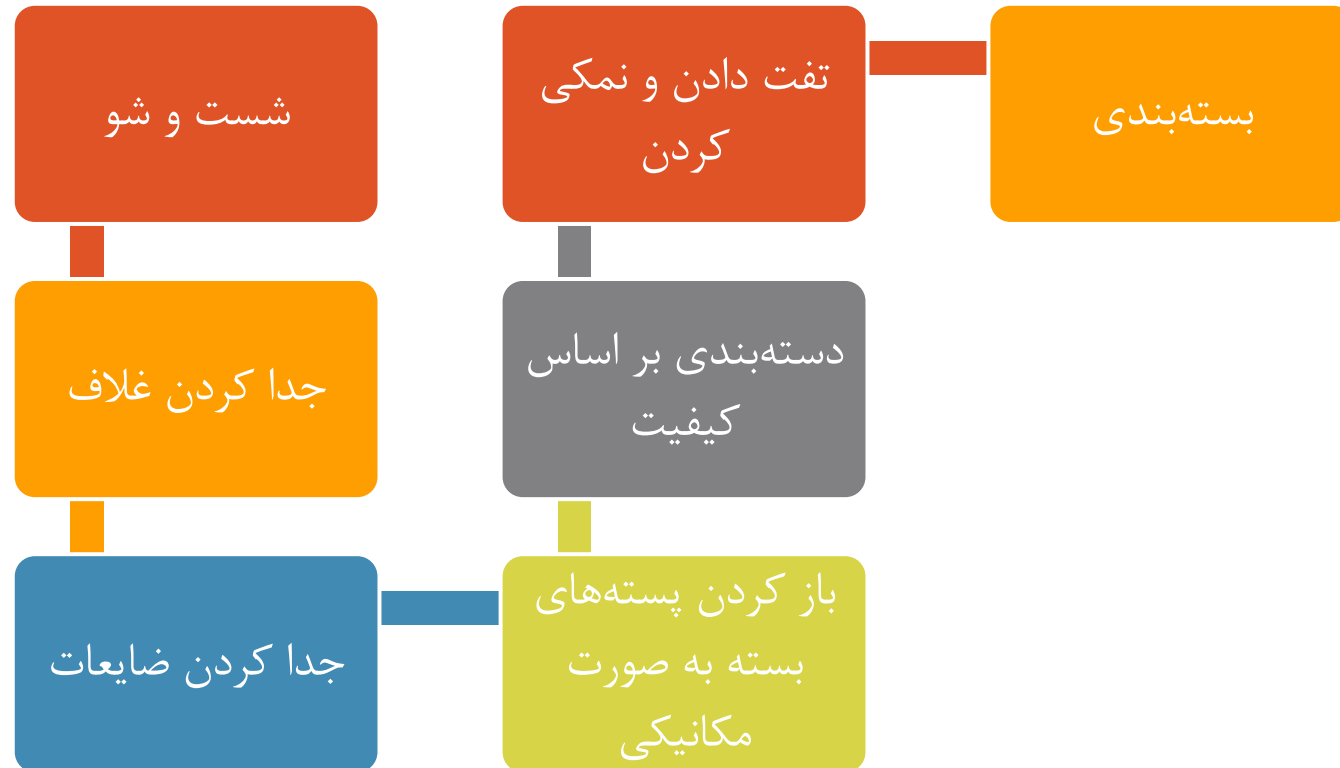 شست و شو
جدا کردن غلاف
جدا کردن ضایعات
باز کردن پسته‌های
بسته به صورت
مکانیکی
دسته‌بندی بر اساس
کیفیت
تفت دادن و نمکی
کردن
بسته‌بندی